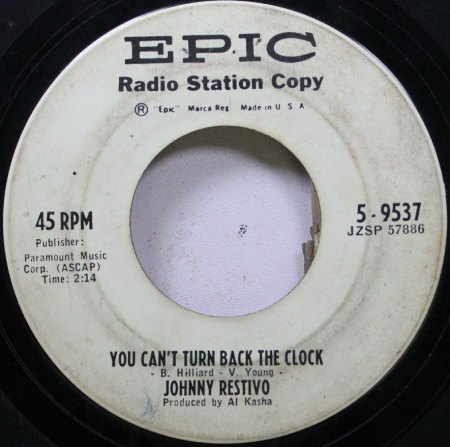 EPIC
Radio Station Copy
® "Epic" Marca Reg. Made in U. S. A.
45 RPM
Publisher:
Paramount Music
Corp. (ASCAP)
Time: 2:14
5 - 9537
JZSP 57886
YOU CAN'T TURN BACK THE CLOCK
- B. Hilliard - V. Young -
JOHNNY RESTIVO
Produced by Al Kasha